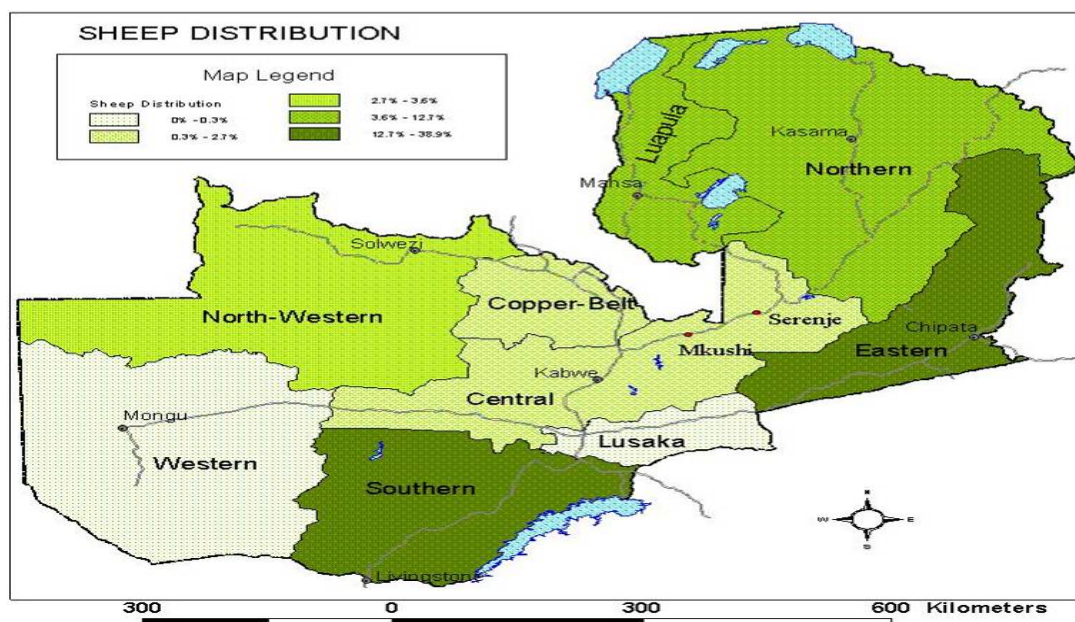 SHEEP DISTRIBUTION
Map Legend
Sheep Distribution
0% - 0.3%
0.3% - 2.7%
2.7% - 3.6%
3.6% - 12.7%
12.7% - 38.9%
Luapula
Kasama
Northern
Mansa
Solwezi
Copper-Belt
North-Western
Serenje
Mkushi
Chipata
Eastern
Kabwe
Central
Mongu
Lusaka
Western
Southern
Livingstone
N
W E
S
300 0 300 600 Kilometers